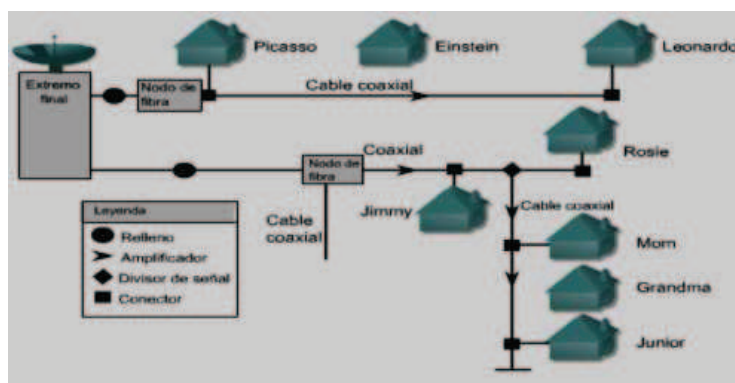 Picasso
Einstein
Leonardo
Extremo
final
Nodo de
fibra
Cable coaxial
Rosie
Coaxial
Nodo de
fibra
Jimmy
Cable coaxial
Cable
coaxial
Leyenda
Relleno
Amplificador
Divisor de señal
Conector
Mom
Grandma
Junior